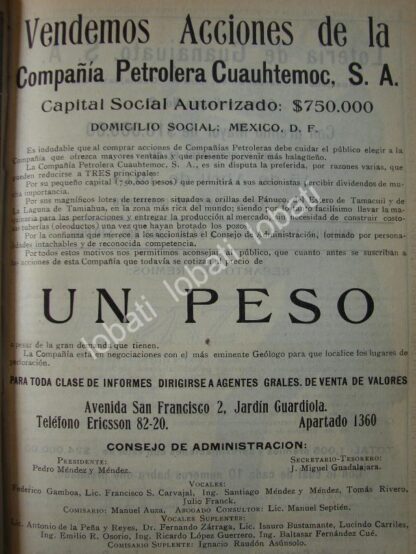 Vendemos Acciones de la
Compañía Petrolera Cuauhtemoc, S. A.
Capital Social Autorizado: $750.000
DOMICILIO SOCIAL: MEXICO, D. F.
Es indudable que al comprar acciones de Compañías Petroleras debe cuidar el público elegir a la
Compañía que ofrezca mayores ventajas y que presente porvenir más halagüeño.
La Compañía Petrolera Cuauhtemoc, S. A., es sin disputa la preferida, por razones varias, que
pueden reducirse a TRES principales:
Por su pequeño capital (750,000 pesos) que permitirá a sus accionistas percibir dividendos de mu-
importancia.
Por sus magníficos lotes de terrenos situados a orillas del Pánuco, del Estero de Tamacuil y de
La Laguna de Tamiahua, en la zona más rica del mundo; siendo por lo tanto facilísimo llevar la ma-
quinaria para las perforaciones y entregar la producción al mercado sin necesidad de construir costo-
sas tuberías (oleoductos) una vez que hayan brotado los pozos.
Por la confianza que merece a los accionistas el Consejo de Administración, formado por persona-
lidades intachables y de reconocida competencia.
Por todos estos motivos nos permitimos aconsejar al público, que cuanto antes se suscriban a
las acciones de esta Compañía que todavía se cotizan al precio de
UN PESO
a pesar de la gran demanda que tienen.
La Compañía está en negociaciones con el más eminente Geólogo para que localice los lugares de
perforación.
PARA TODA CLASE DE INFORMES DIRIGIRSE A AGENTES GRALES. DE VENTA DE VALORES
Avenida San Francisco 2, Jardín Guardiola.
Teléfono Ericsson 82-20. Apartado 1360
CONSEJO DE ADMINISTRACION:
PRESIDENTE: SECRETARIO-TESORERO:
Pedro Méndez y Méndez. J. Miguel Guadalajara.
VOCALES:
Federico Gamboa, Lic. Francisco S. Carvajal, Ing. Santiago Méndez y Méndez, Tomás Rivero,
Julio Franck.
COMISARIO: Manuel Auza. ABOGADO CONSULTOR: Lic. Manuel Septién.
VOCALES SUPLENTES:
Lic. Antonio de la Peña y Reyes, Dr. Fernando Zárraga, Lic. Isauro Bustamante, Lucindo Carriles,
Ing. Emilio R. Osorio, Ing. Ricardo López Guerrero, Ing. Baltasar Fernández Cué.
COMISARIO SUPLENTE: Ignacio Raudón Asúnsolo.
lobati lobati lobati